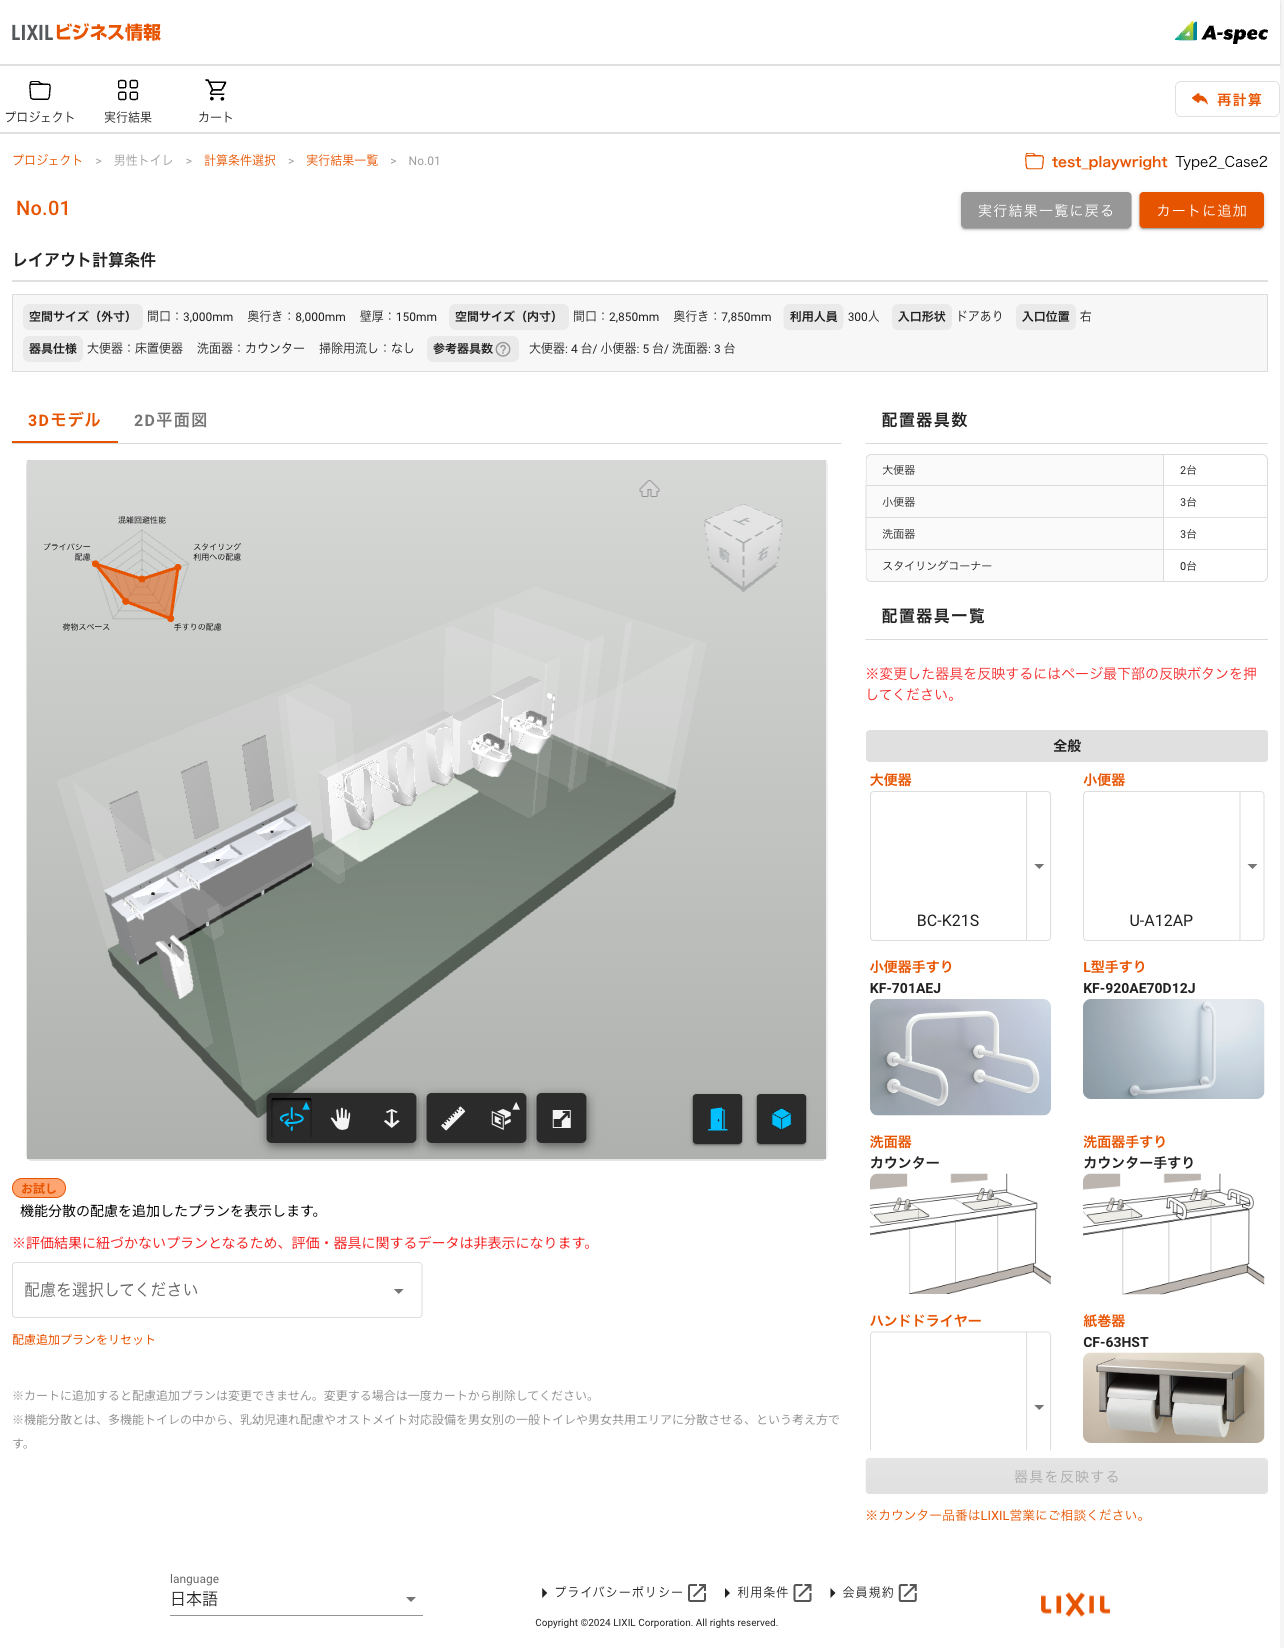 LIXILビジネス情報
A-spec
プロジェクト
実行結果
カート
再計算
プロジェクト > 男性トイレ > 計算条件選択 > 実行結果一覧 > No.01
test_playwright Type2_Case2
No.01
実行結果一覧に戻る
カートに追加
レイアウト計算条件
空間サイズ（外寸） 間口：3,000mm 奥行き：8,000mm 壁厚：150mm 空間サイズ（内寸） 間口：2,850mm 奥行き：7,850mm 利用人員 300人 入口形状 ドアあり 入口位置 右
器具仕様 大便器：床置便器 洗面器：カウンター 掃除用流し：なし 参考器具数 大便器: 4 台/ 小便器: 5 台/ 洗面器: 3 台
3Dモデル
2D平面図
混雑回避性能
プライバシー
配慮
スタイリング
利用への配慮
荷物スペース
手すりの配慮
上
前
右
お試し
機能分散の配慮を追加したプランを表示します。
※評価結果に紐づかないプランとなるため、評価・器具に関するデータは非表示になります。
配慮を選択してください
配慮追加プランをリセット
※カートに追加すると配慮追加プランは変更できません。変更する場合は一度カートから削除してください。
※機能分散とは、多機能トイレの中から、乳幼児連れ配慮やオストメイト対応設備を男女別の一般トイレや男女共用エリアに分散させる、という考え方で
す。
配置器具数
大便器 2台
小便器 3台
洗面器 3台
スタイリングコーナー 0台
配置器具一覧
※変更した器具を反映するにはページ最下部の反映ボタンを押
してください。
全般
大便器
BC-K21S
小便器
U-A12AP
小便器手すり
KF-701AEJ
L型手すり
KF-920AE70D12J
洗面器
カウンター
洗面器手すり
カウンター手すり
ハンドドライヤー
紙巻器
CF-63HST
器具を反映する
※カウンター品番はLIXIL営業にご相談ください。
language
日本語
プライバシーポリシー
利用条件
会員規約
Copyright ©2024 LIXIL Corporation. All rights reserved.
LIXIL